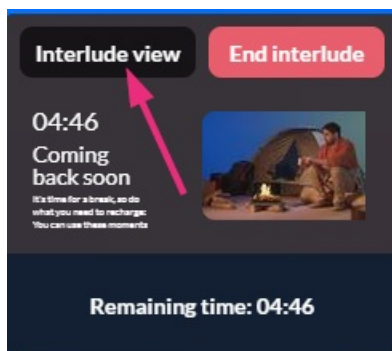 Interlude view
End interlude
04:46
Coming
back soon
It's time for a break, so do
what you need to recharge:
You can use these moments
Remaining time: 04:46